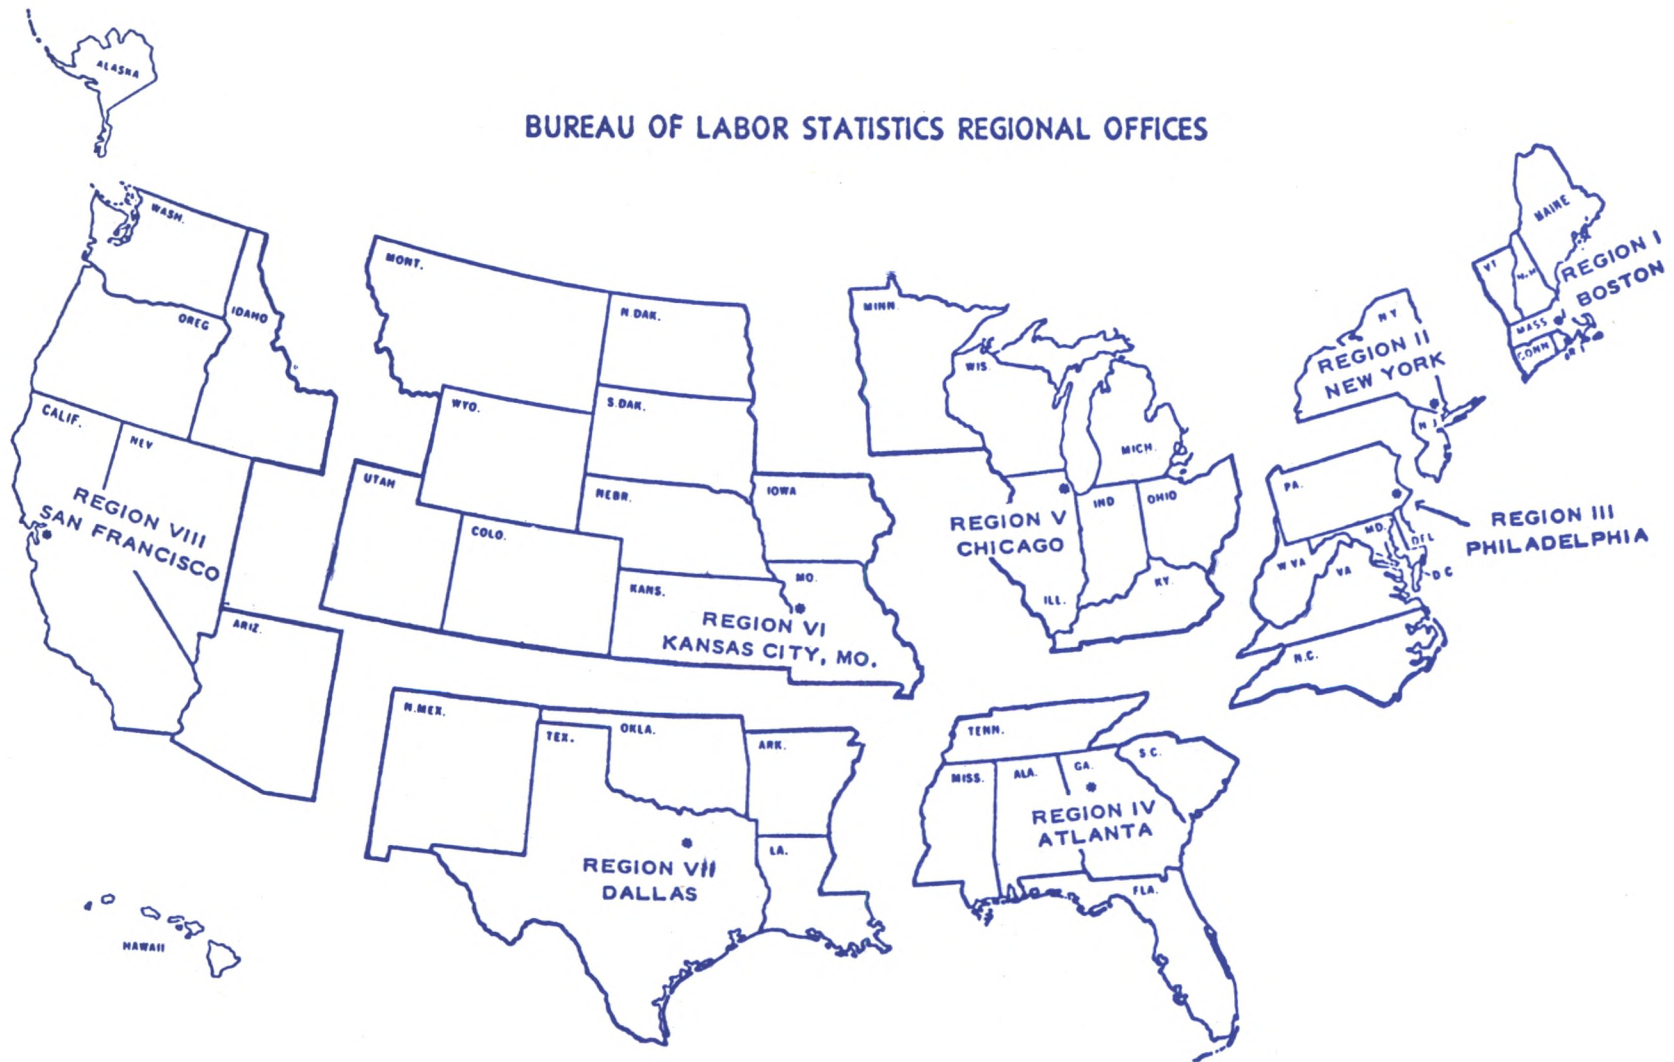 ALASKA
BUREAU OF LABOR STATISTICS REGIONAL OFFICES
WASH.
OREG
IDAHO
CALIF.
NEV
REGION VIII
SAN FRANCISCO
ARIZ.
HAWAII
MONT.
N.DAK.
S.DAK.
WYO.
UTAH
COLO.
NEBR.
KANS.
IOWA
MO.
REGION VI
KANSAS CITY, MO.
N.MEX.
TEX.
OKLA.
ARK.
LA.
REGION VII
DALLAS
MINN.
WIS.
MICH.
REGION V
CHICAGO
IND
OHIO
ILL.
KY.
TENN.
MISS.
ALA.
GA.
S.C.
REGION IV
ATLANTA
FLA.
MAINE
VT
N.H
REGION I
BOSTON
MASS
CONN
R I
N.Y.
REGION II
NEW YORK
N J
PA.
REGION III
PHILADELPHIA
MD.
DEL
D C
W VA
VA
N.C.